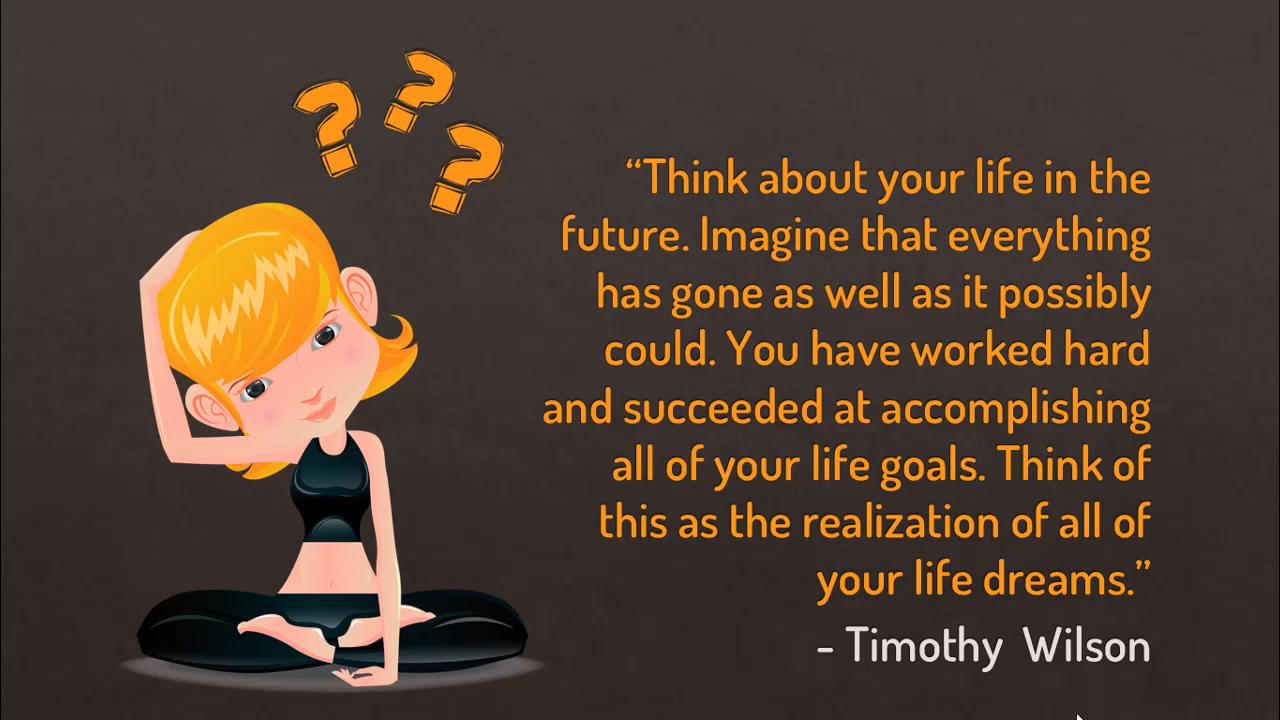 ? ? ?
“Think about your life in the
future. Imagine that everything
has gone as well as it possibly
could. You have worked hard
and succeeded at accomplishing
all of your life goals. Think of
this as the realization of all of
your life dreams.”
- Timothy Wilson